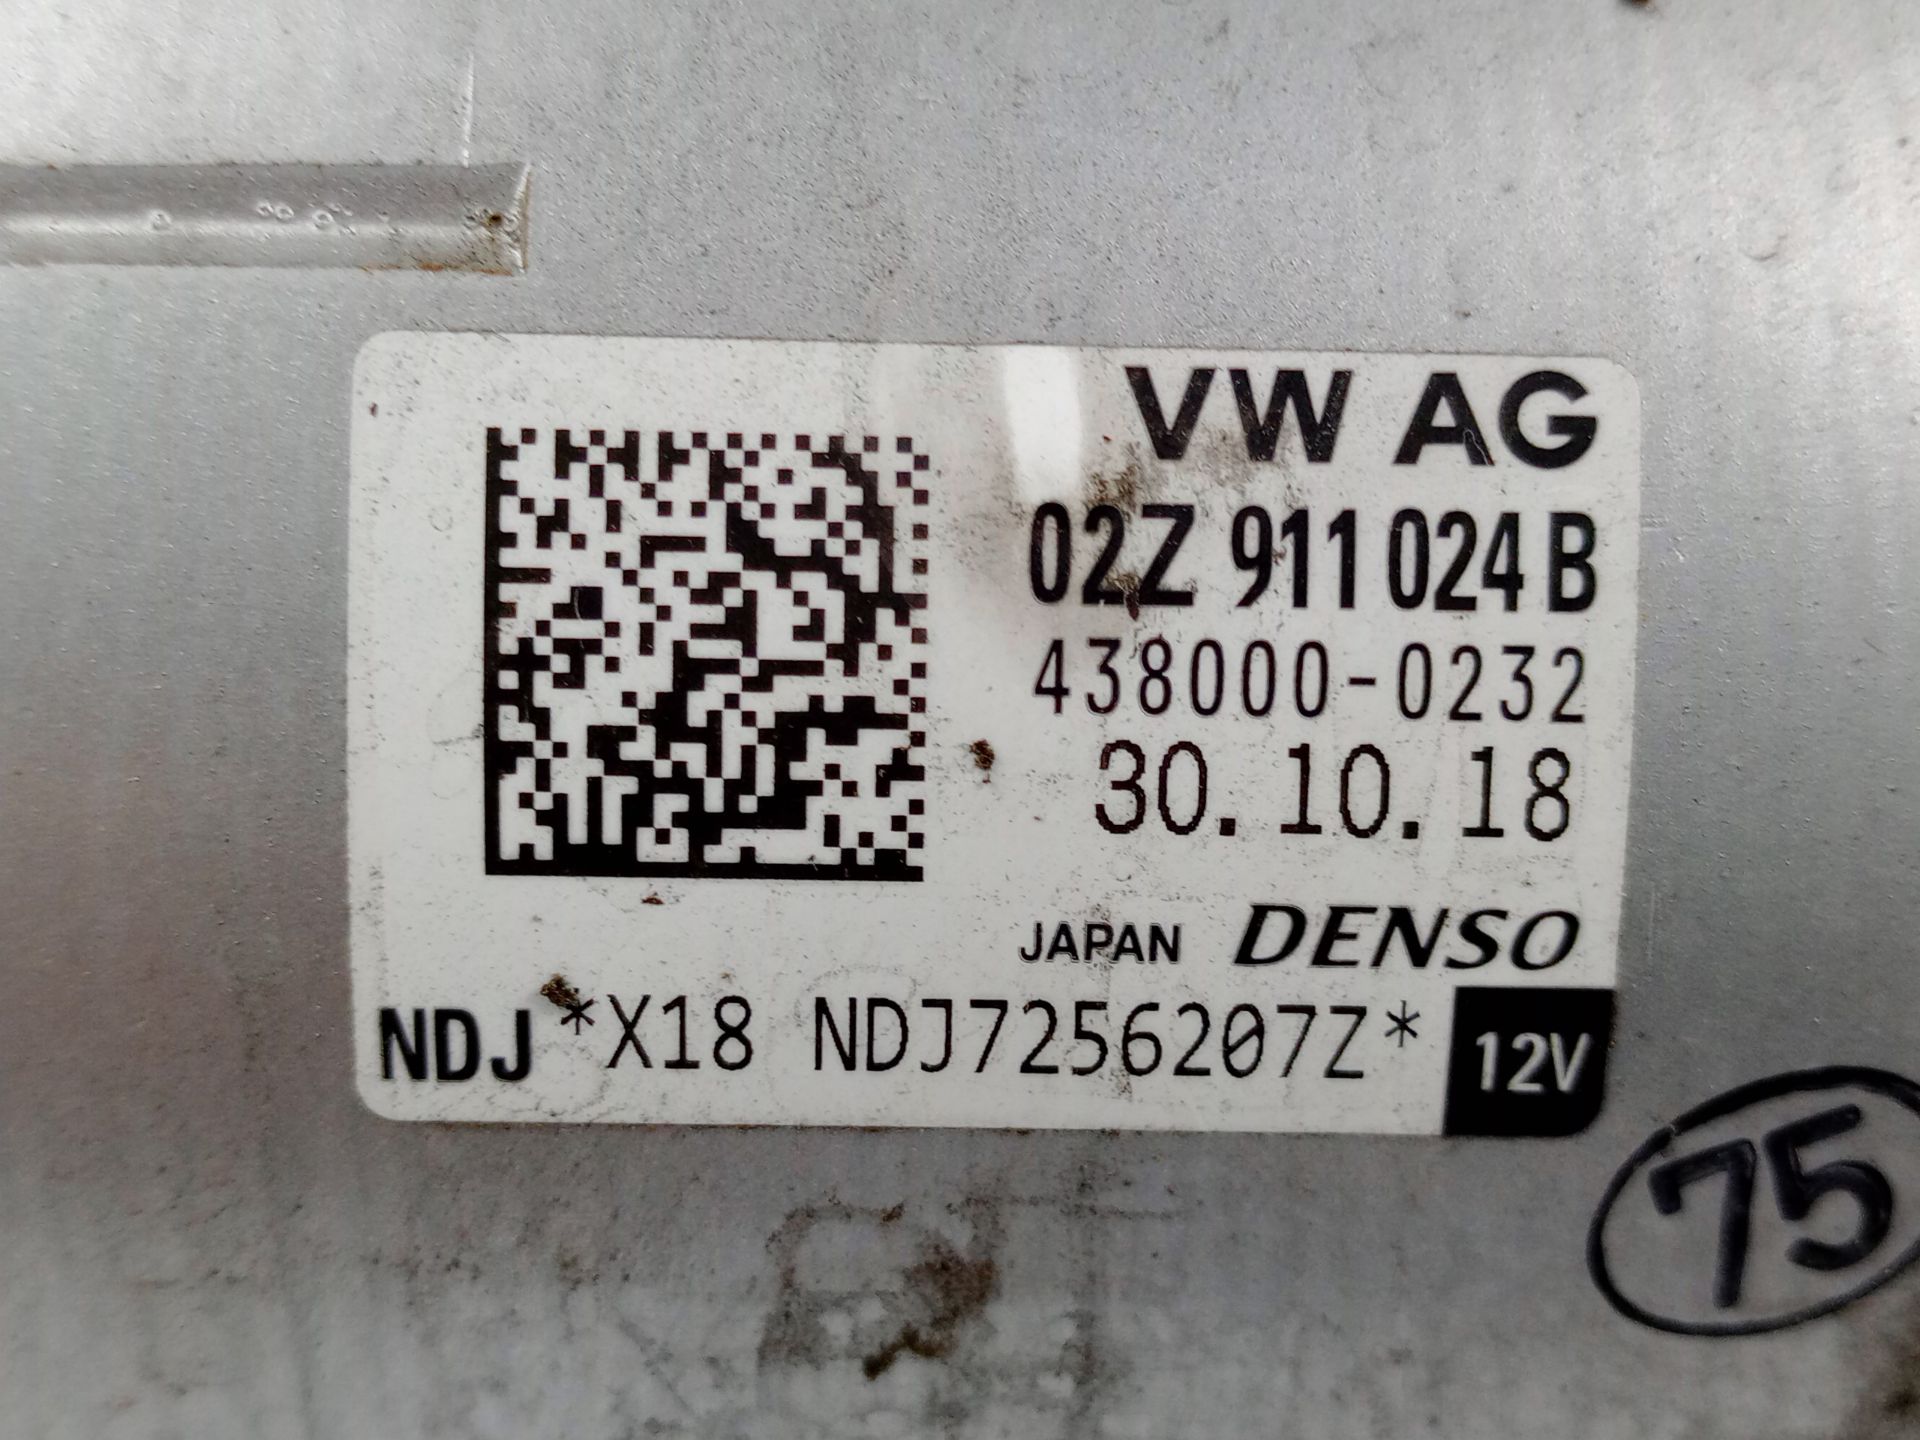 VW AG
02Z 911 024 B
438000-0232
30.10.18
JAPAN DENSO
NDJ *X18 NDJ7256207Z* 12V
75